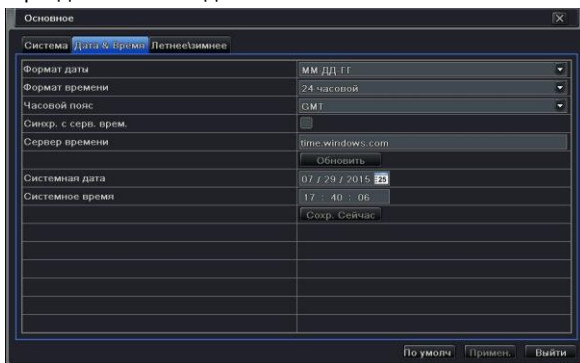 Основное
Система Дата & Время Летнее\зимнее
Формат даты ММ ДД ГГ
Формат времени 24 часовой
Часовой пояс GMT
Синхр. с серв. врем.
Сервер времени time.windows.com
Обновить
Системная дата 07 / 29 / 2015 25
Системное время 17 : 40 : 06
Сохр. Сейчас
По умолч Примен. Выйти